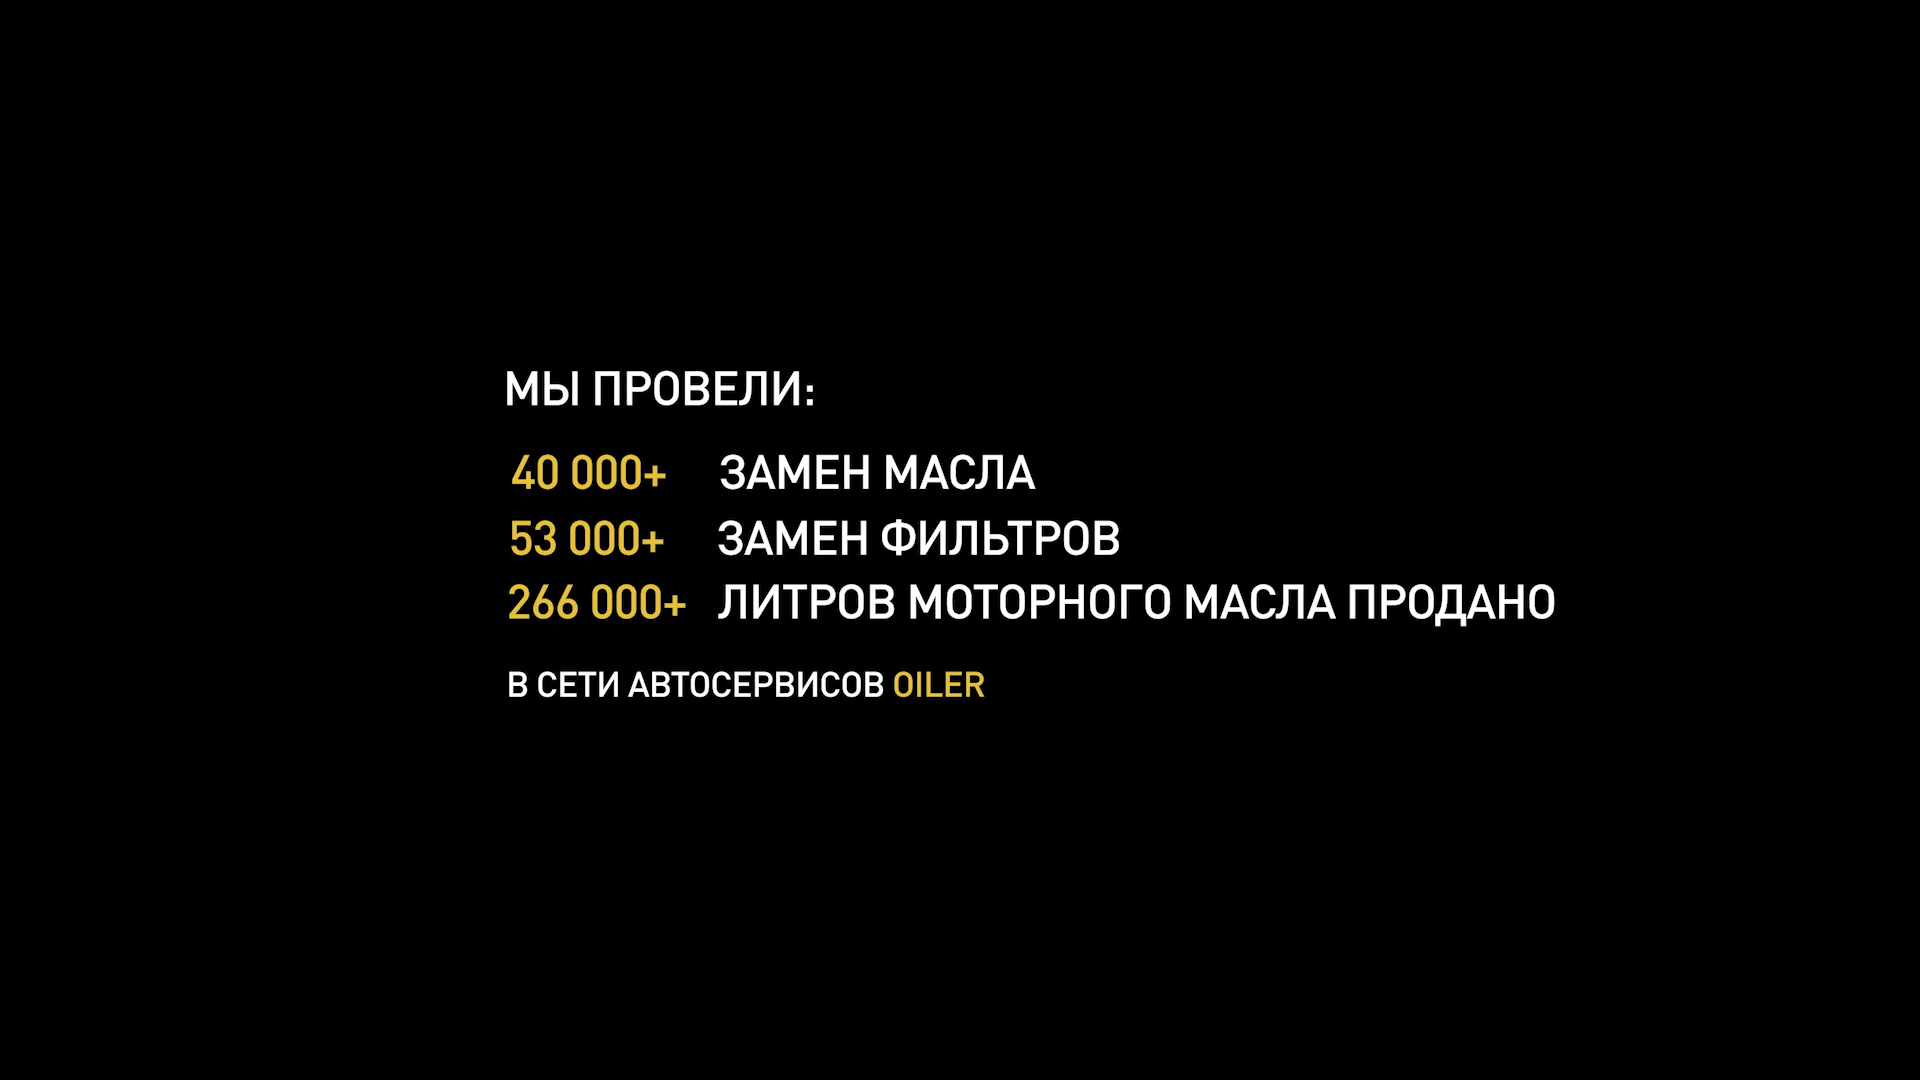 МЫ ПРОВЕЛИ:
40 000+ ЗАМЕН МАСЛА
53 000+ ЗАМЕН ФИЛЬТРОВ
266 000+ ЛИТРОВ МОТОРНОГО МАСЛА ПРОДАНО
В СЕТИ АВТОСЕРВИСОВ OILER